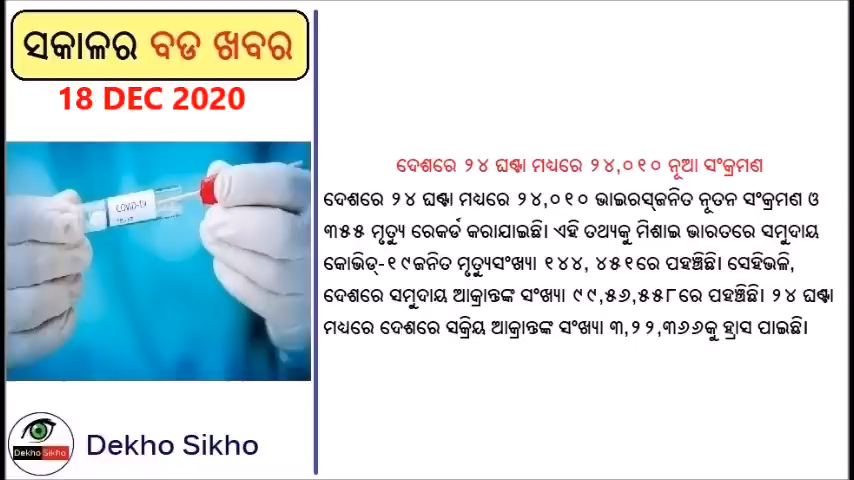 ସକାଳର ବଡ ଖବର
18 DEC 2020
COVID-19
ଦେଶରେ ୨୪ ଘଣ୍ଟା ମଧ୍ୟରେ ୨୪,୦୧୦ ନୂଆ ସଂକ୍ରମଣ
ଦେଶରେ ୨୪ ଘଣ୍ଟା ମଧ୍ୟରେ ୨୪,୦୧୦ ଭାଇରସ୍‌ଜନିତ ନୂତନ ସଂକ୍ରମଣ ଓ
୩୫୫ ମୃତ୍ୟୁ ରେକର୍ଡ କରାଯାଇଛି। ଏହି ତଥ୍ୟକୁ ମିଶାଇ ଭାରତରେ ସମୁଦାୟ
କୋଭିଡ୍-୧୯ଜନିତ ମୃତ୍ୟୁସଂଖ୍ୟା ୧୪୪, ୪୫୧ରେ ପହଞ୍ଚିଛି। ସେହିଭଳି,
ଦେଶରେ ସମୁଦାୟ ଆକ୍ରାନ୍ତଙ୍କ ସଂଖ୍ୟା ୯୯,୫୬,୫୫୮ରେ ପହଞ୍ଚିଛି। ୨୪ ଘଣ୍ଟା
ମଧ୍ୟରେ ଦେଶରେ ସକ୍ରିୟ ଆକ୍ରାନ୍ତଙ୍କ ସଂଖ୍ୟା ୩,୨୨,୩୬୬କୁ ହ୍ରାସ ପାଇଛି।
Dekho Sikho
Dekho Sikho